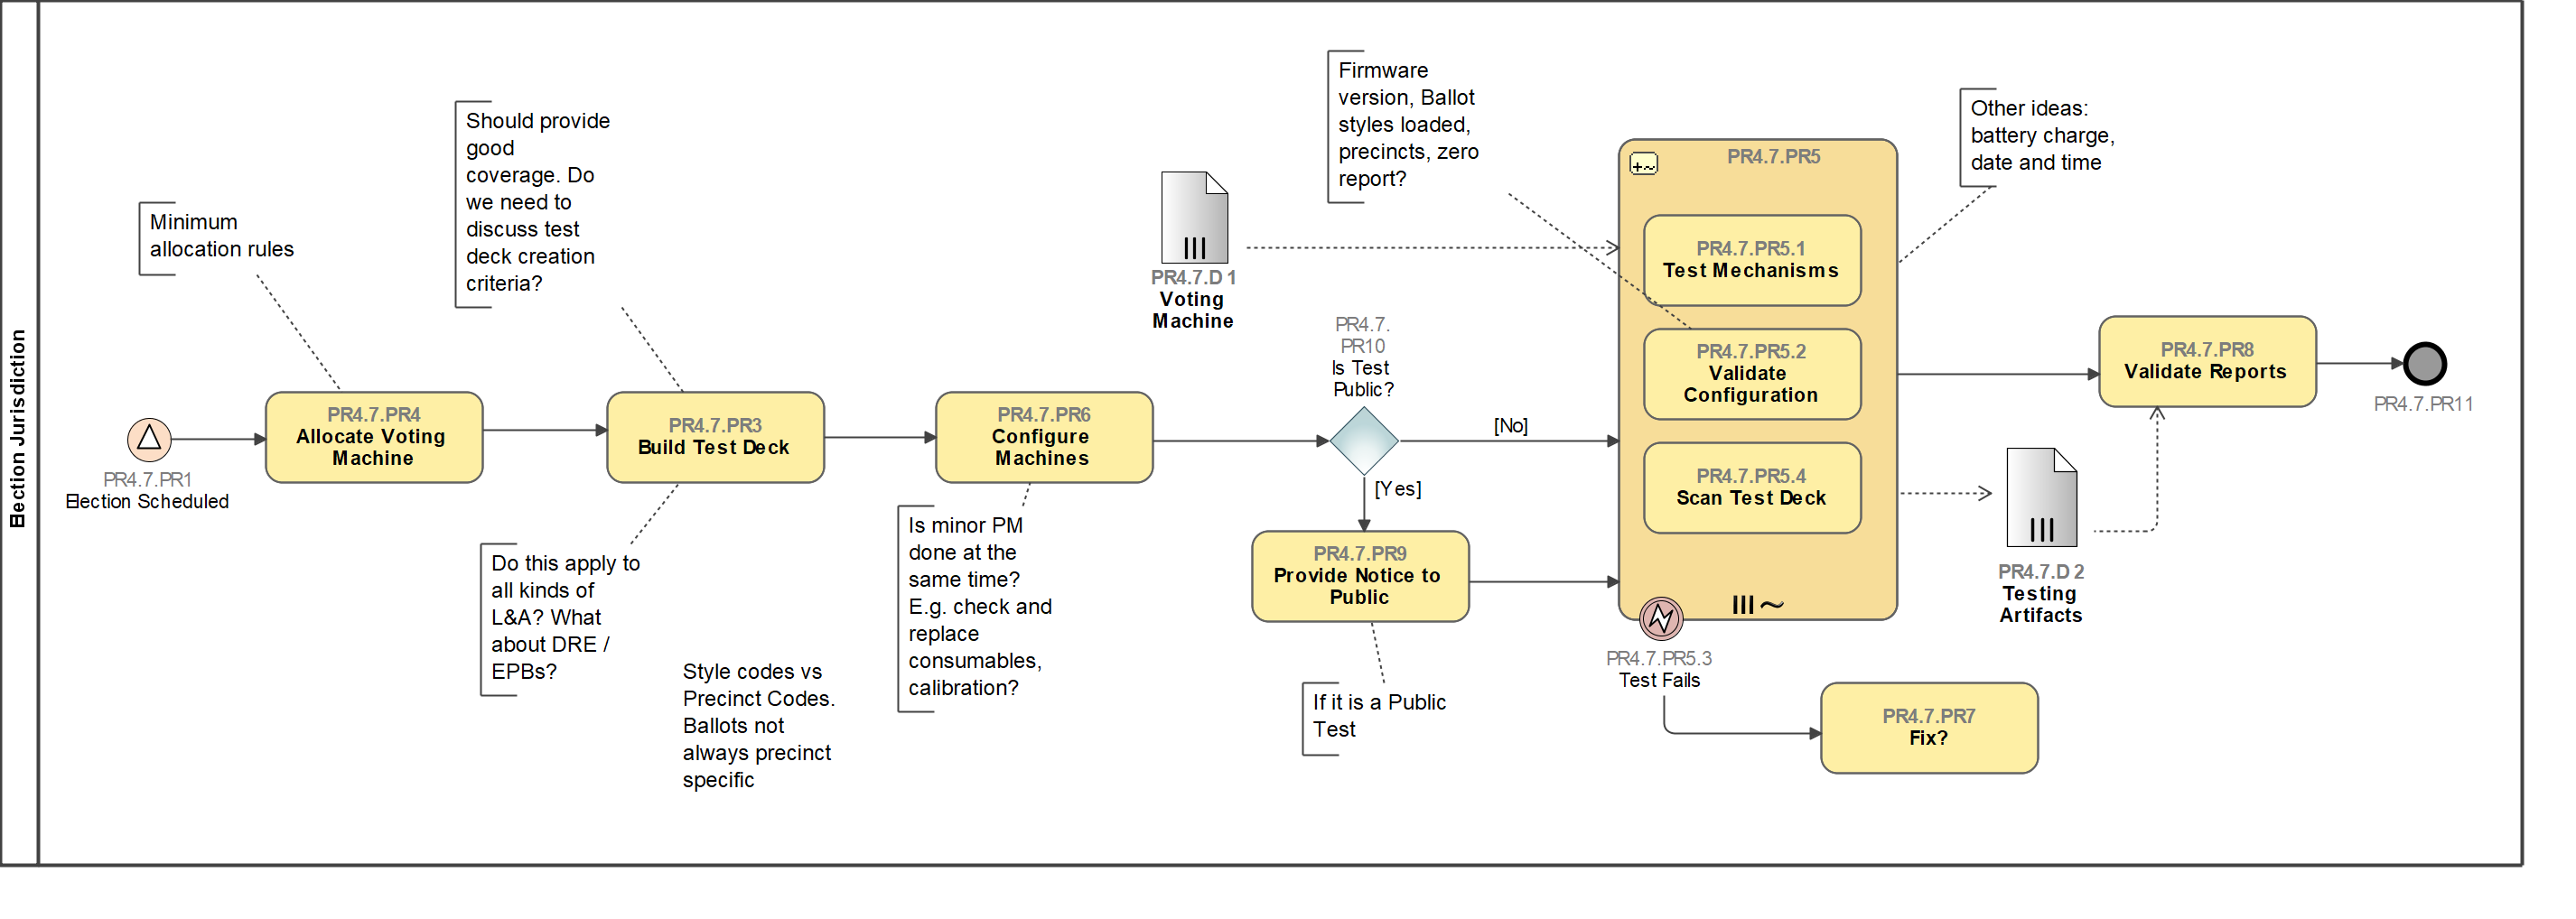 Election Jurisdiction
PR4.7.PR1
Election Scheduled
Minimum
allocation rules
PR4.7.PR4
Allocate Voting
Machine
Should provide
good
coverage. Do
we need to
discuss test
deck creation
criteria?
PR4.7.PR3
Build Test Deck
Do this apply to
all kinds of
L&A? What
about DRE /
EPBs?
Style codes vs
Precinct Codes.
Ballots not
always precinct
specific
PR4.7.PR6
Configure
Machines
Is minor PM
done at the
same time?
E.g. check and
replace
consumables,
calibration?
PR4.7.D 1
Voting
Machine
Firmware
version, Ballot
styles loaded,
precincts, zero
report?
PR4.7.
PR10
Is Test
Public?
[No]
[Yes]
PR4.7.PR9
Provide Notice to
Public
If it is a Public
Test
PR4.7.PR5
PR4.7.PR5.1
Test Mechanisms
PR4.7.PR5.2
Validate
Configuration
PR4.7.PR5.4
Scan Test Deck
PR4.7.PR5.3
Test Fails
PR4.7.PR7
Fix?
Other ideas:
battery charge,
date and time
PR4.7.D 2
Testing
Artifacts
PR4.7.PR8
Validate Reports
PR4.7.PR11